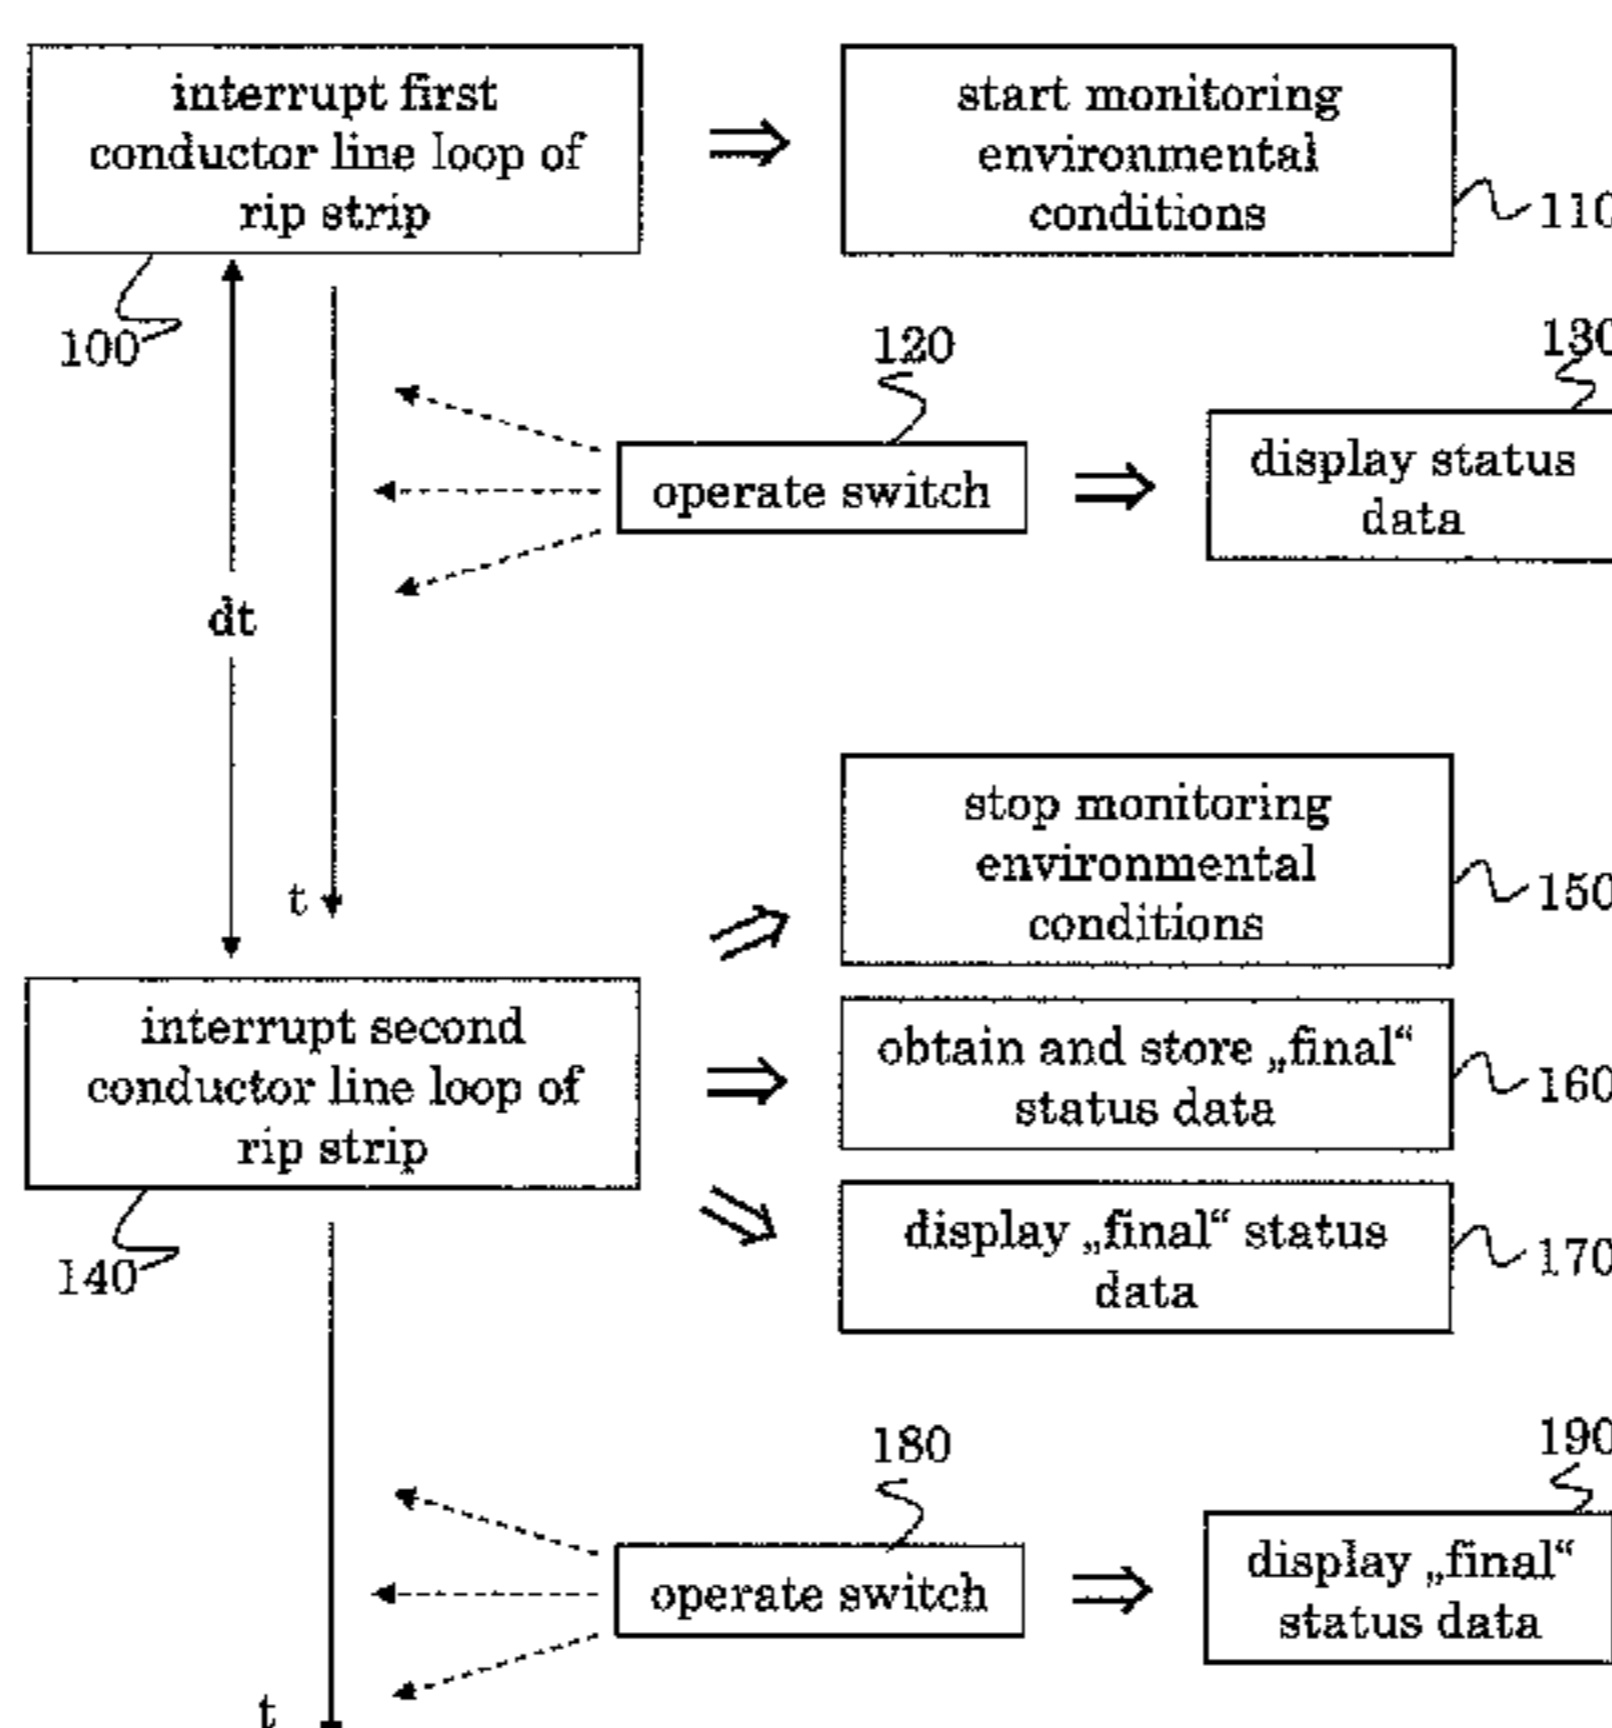 interrupt first
conductor line loop of
rip strip
100
start monitoring
environmental
conditions
110
120
operate switch
130
display status
data
dt
t
stop monitoring
environmental
conditions
150
interrupt second
conductor line loop of
rip strip
140
obtain and store „final“
status data
160
display „final“ status
data
170
180
operate switch
190
display „final“
status data
t